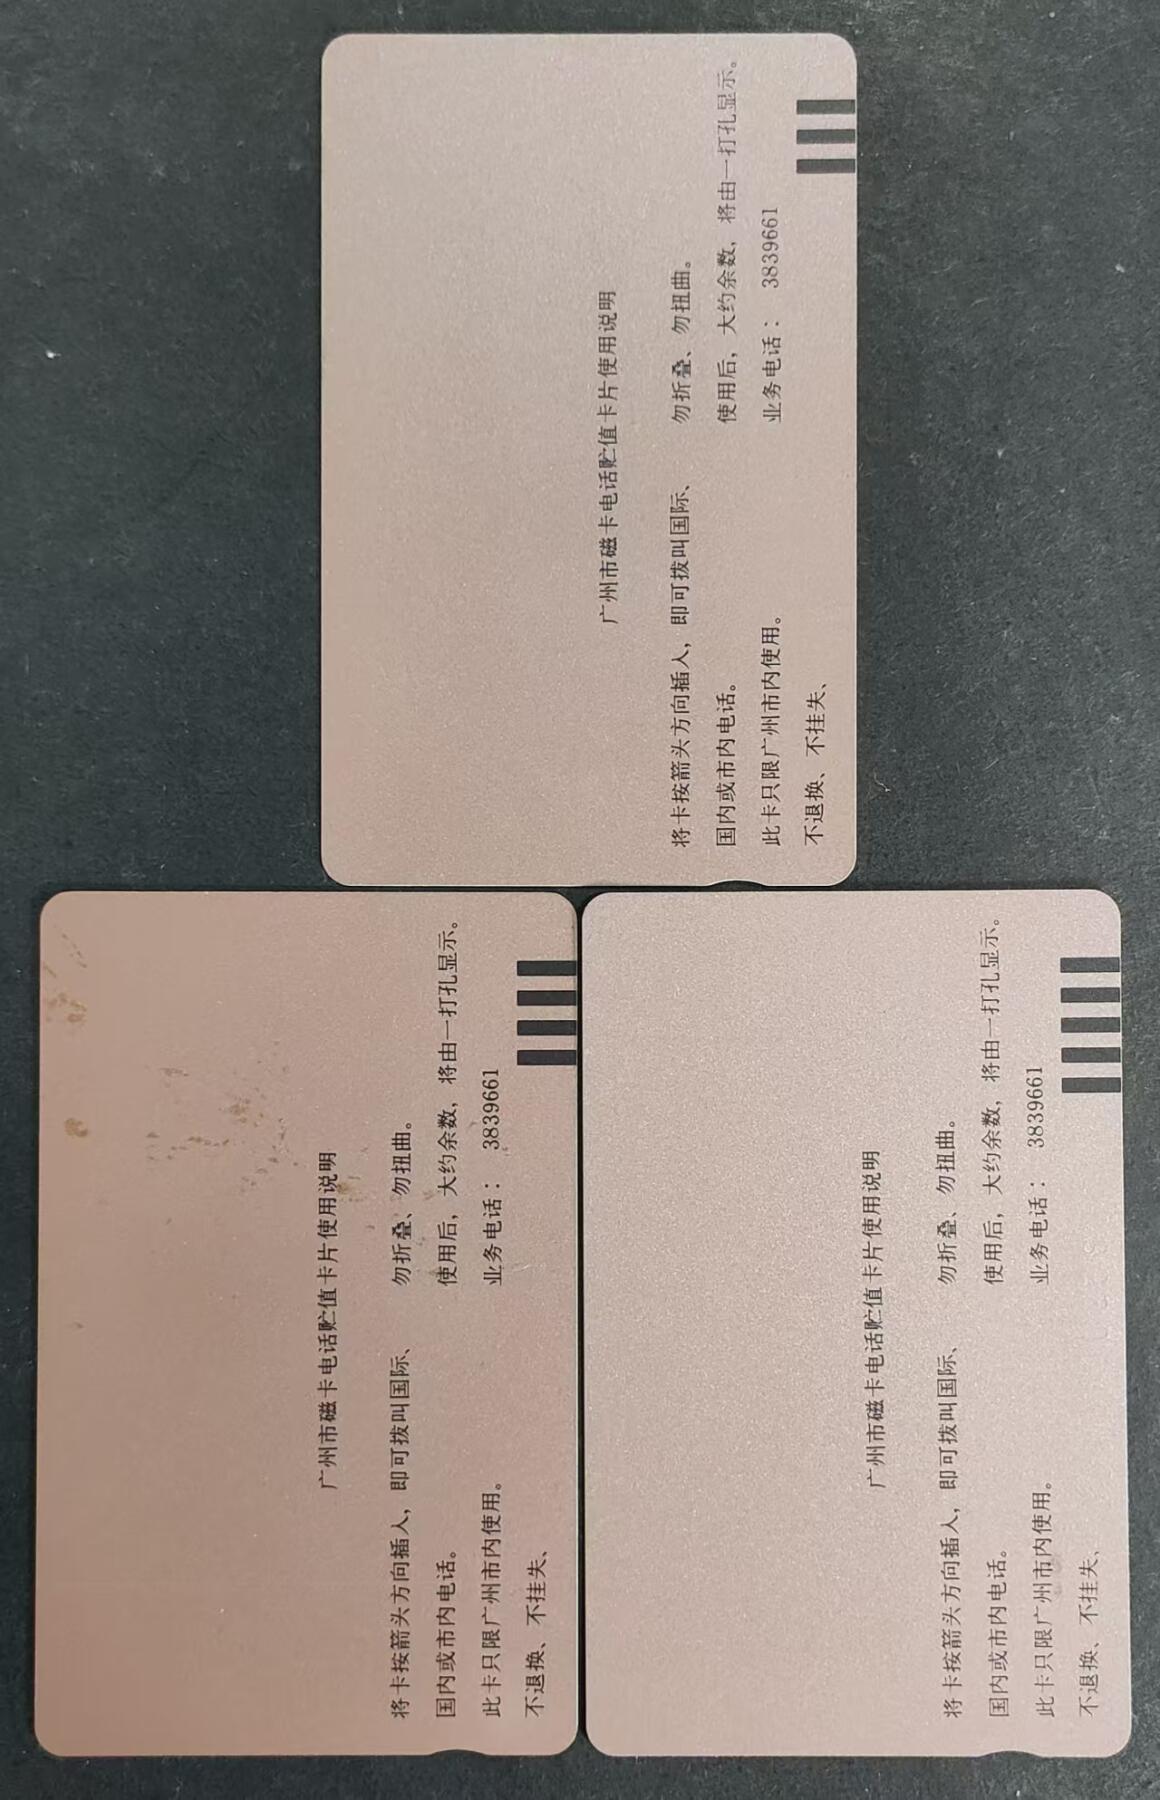 广州市磁卡电话贮值卡片使用说明
将卡按箭头方向插入，即可拨叫国际、
国内或市内电话。
此卡只限广州市内使用。
不退换、不挂失、
勿折叠、勿扭曲。
使用后，大约余数，将由一打孔显示。
业务电话： 3839661
广州市磁卡电话贮值卡片使用说明
将卡按箭头方向插入，即可拨叫国际、
国内或市内电话。
此卡只限广州市内使用。
不退换、不挂失、
勿折叠、勿扭曲。
使用后，大约余数，将由一打孔显示。
业务电话： 3839661
广州市磁卡电话贮值卡片使用说明
将卡按箭头方向插入，即可拨叫国际、
国内或市内电话。
此卡只限广州市内使用。
不退换、不挂失、
勿折叠、勿扭曲。
使用后，大约余数，将由一打孔显示。
业务电话： 3839661